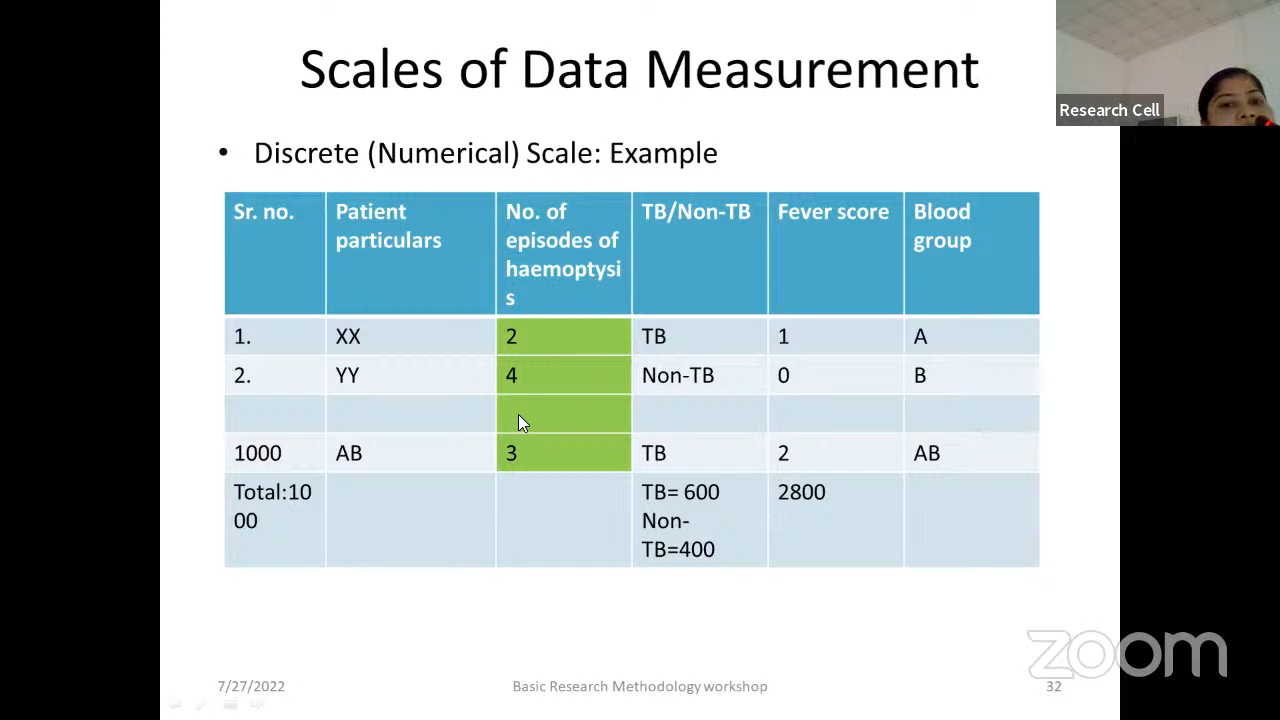 Scales of Data Measurement
Research Cell
• Discrete (Numerical) Scale: Example
Sr. no. Patient particulars No. of episodes of haemoptysi s TB/Non-TB Fever score Blood group
1. XX 2 TB 1 A
2. YY 4 Non-TB 0 B
1000 AB 3 TB 2 AB
Total:10 00 TB= 600 Non- TB=400 2800
zoom
7/27/2022 Basic Research Methodology workshop 32